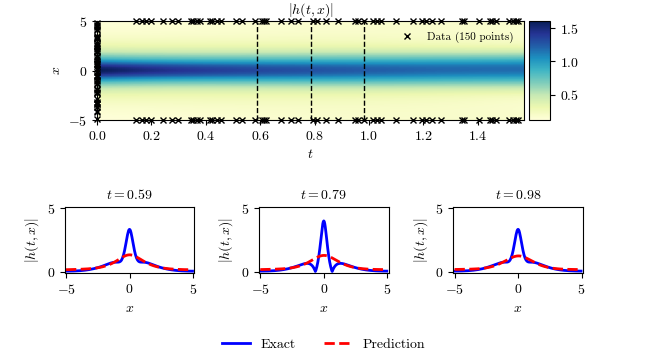 |h(t, x)|
5
0
−5
x
× Data (150 points)
1.5
1.0
0.5
0.0 0.2 0.4 0.6 0.8 1.0 1.2 1.4
t
t = 0.59 t = 0.79 t = 0.98
|h(t, x)| |h(t, x)| |h(t, x)|
5 5 5
0 0 0
−5 0 5 −5 0 5 −5 0 5
x x x
Exact Prediction